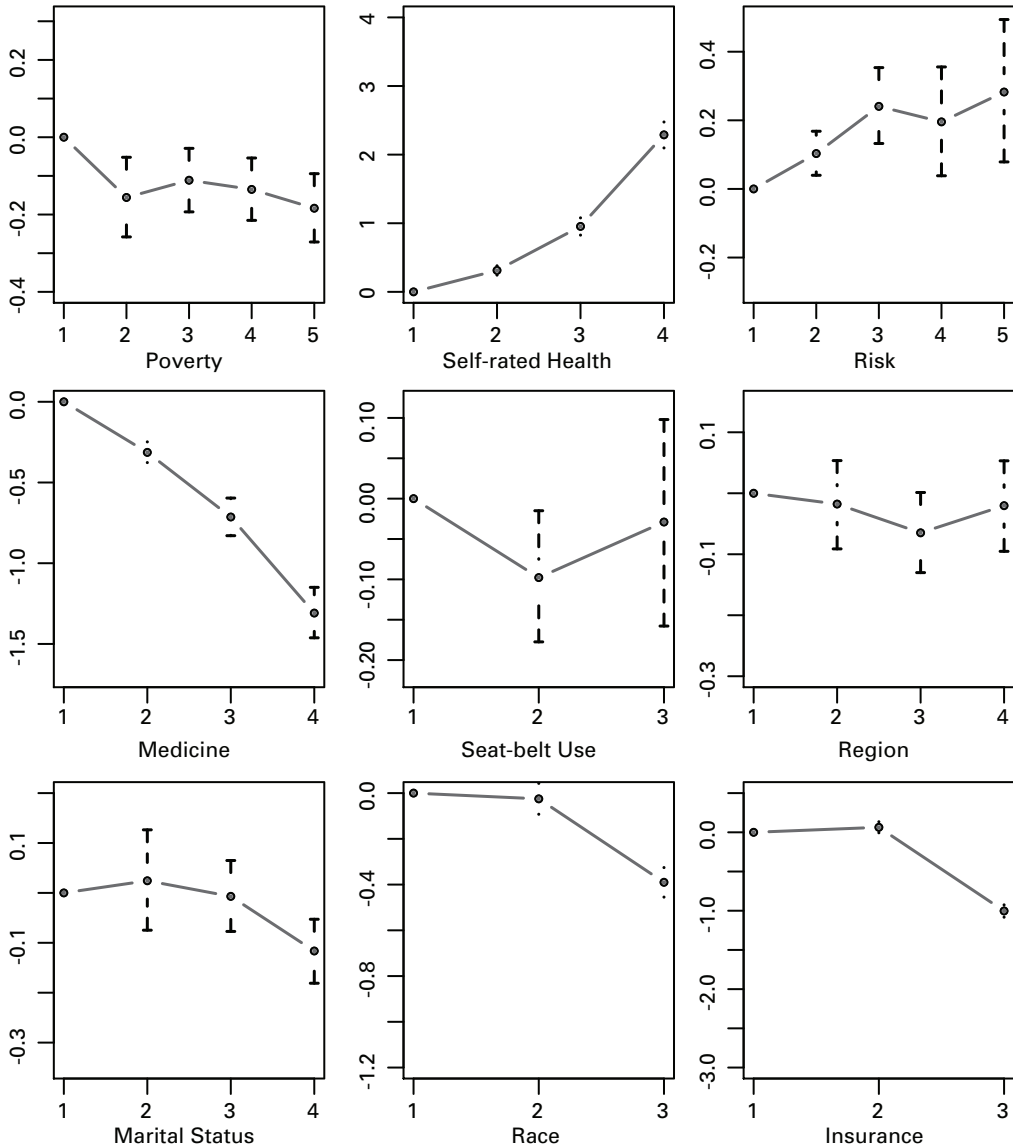 0.2
0.0
-0.2
-0.4
1 2 3 4 5
Poverty
4
3
2
1
0
1 2 3 4
Self-rated Health
0.4
0.2
0.0
-0.2
1 2 3 4 5
Risk
0.0
-0.5
-1.0
-1.5
1 2 3 4
Medicine
0.10
0.00
-0.10
-0.20
1 2 3
Seat-belt Use
0.1
-0.1
-0.3
1 2 3 4
Region
0.1
-0.1
-0.3
1 2 3 4
Marital Status
0.0
-0.4
-0.8
-1.2
1 2 3
Race
0.0
-1.0
-2.0
-3.0
1 2 3
Insurance